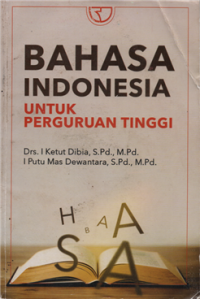 BAHASA
INDONESIA
UNTUK
PERGURUAN TINGGI
Drs. I Ketut Dibia, S.Pd., M.Pd.
I Putu Mas Dewantara, S.Pd., M.Pd.
H B A A
S A